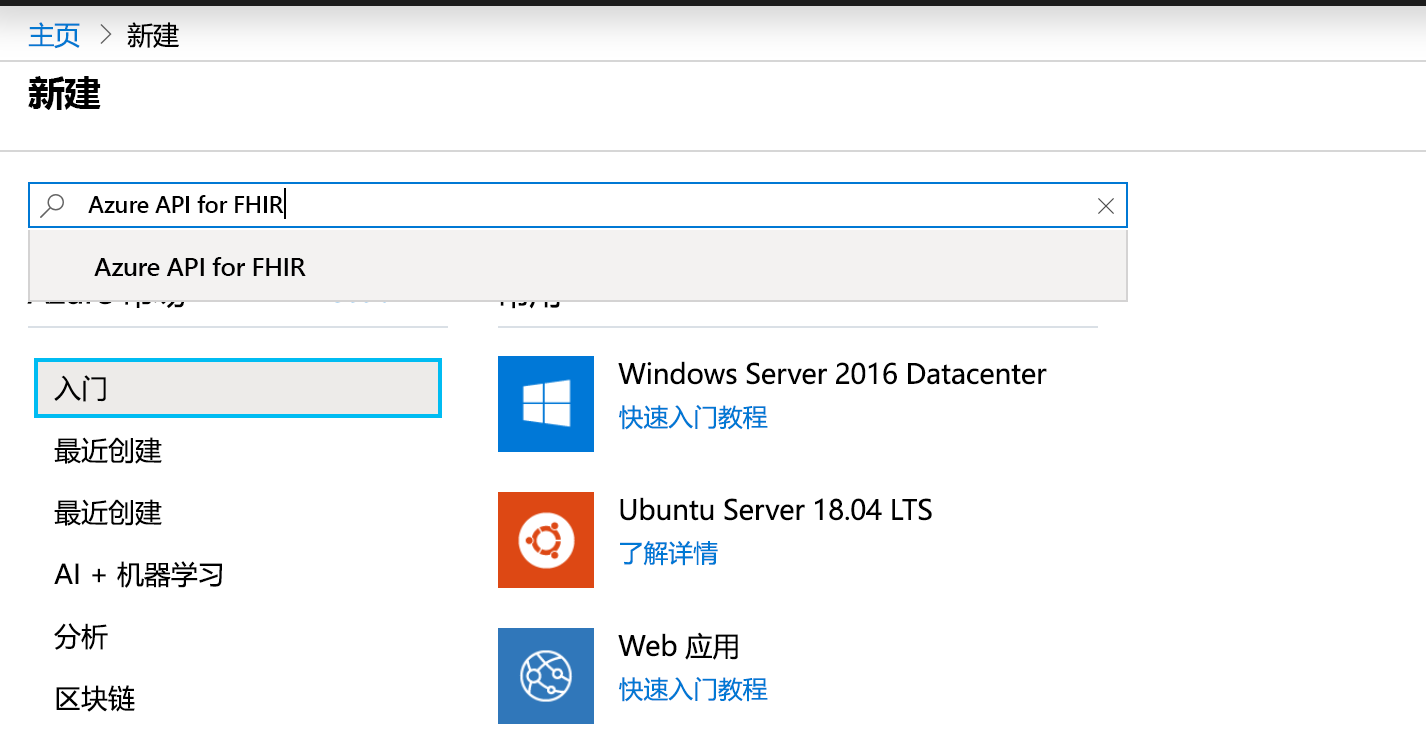 主页 > 新建
新建
Azure API for FHIR
Azure API for FHIR
入门
最近创建
最近创建
AI + 机器学习
分析
区块链
Windows Server 2016 Datacenter
快速入门教程
Ubuntu Server 18.04 LTS
了解详情
Web 应用
快速入门教程